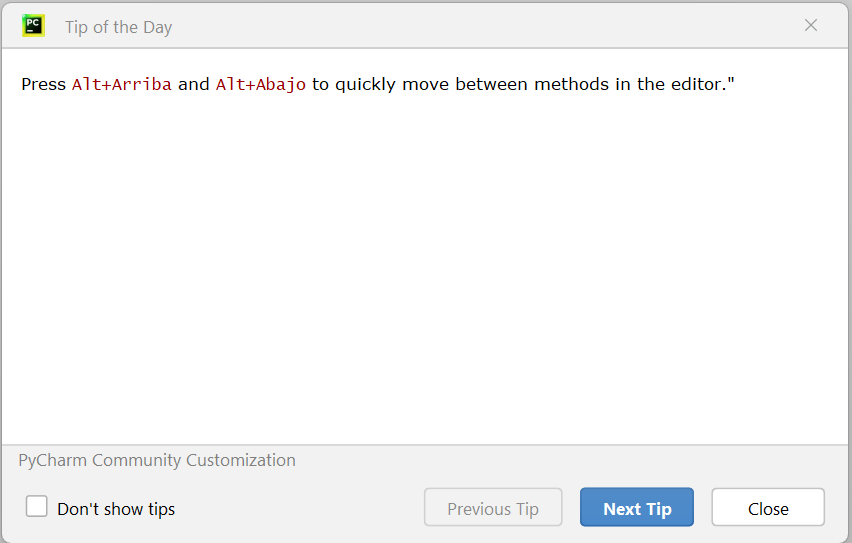 PC
Tip of the Day
Press Alt+Arriba and Alt+Abajo to quickly move between methods in the editor."
PyCharm Community Customization
Don't show tips
Previous Tip
Next Tip
Close